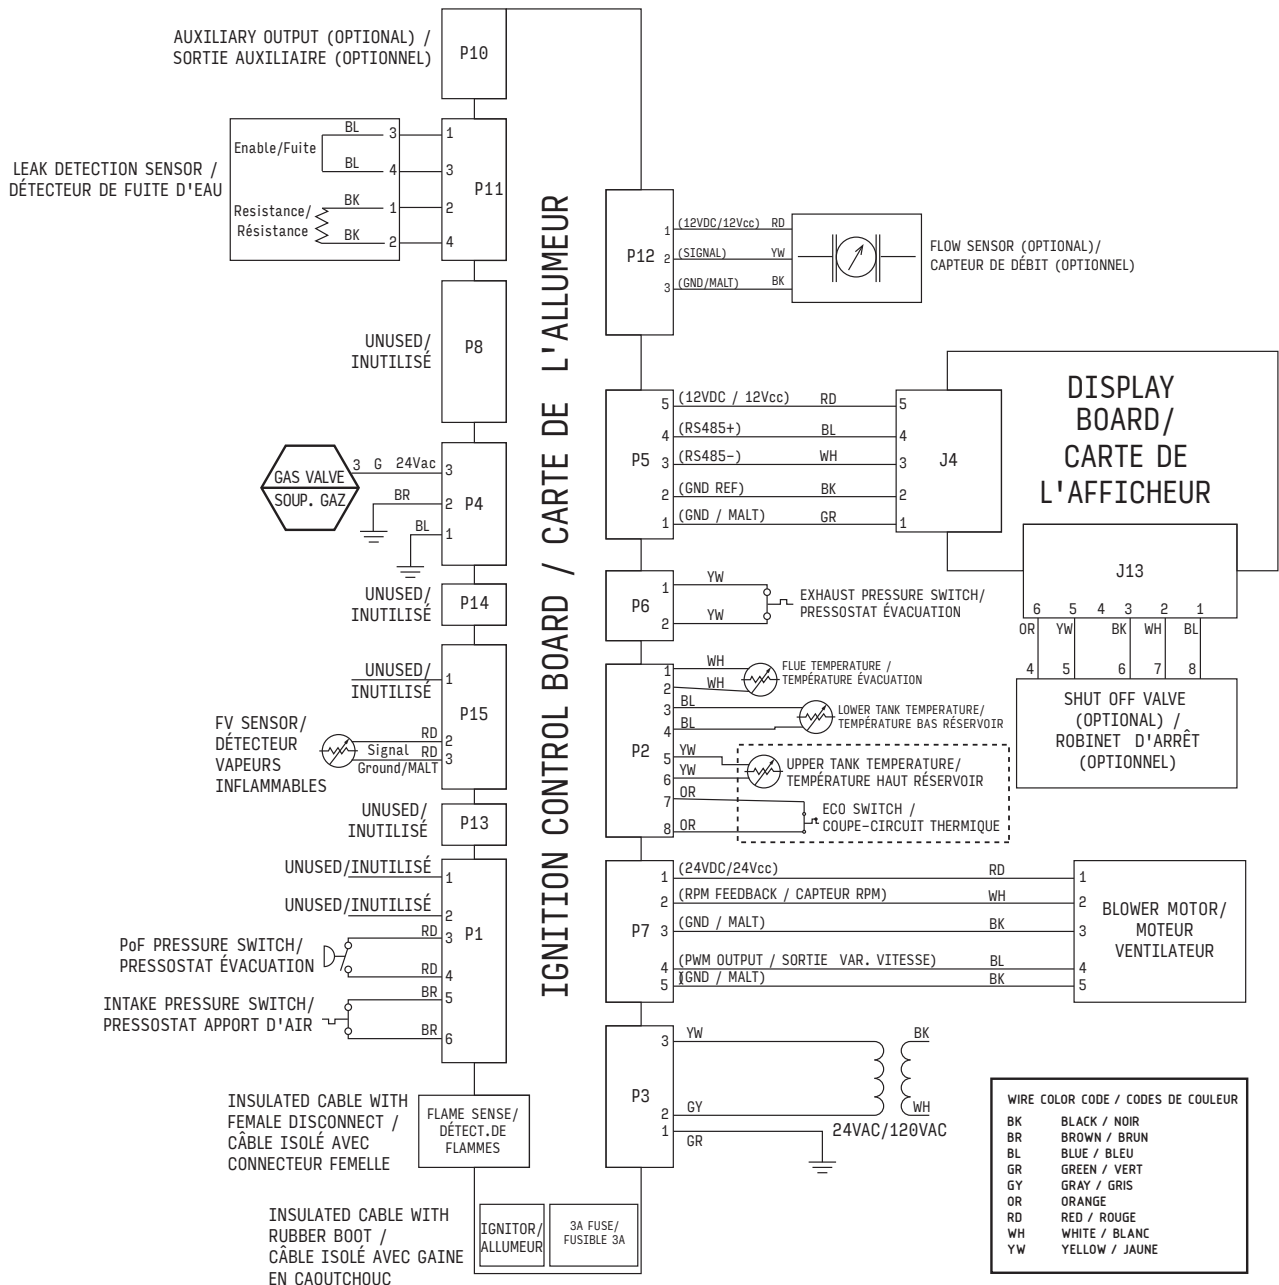 AUXILIARY OUTPUT (OPTIONAL) /
SORTIE AUXILIAIRE (OPTIONNEL)
P10
LEAK DETECTION SENSOR /
DÉTECTEUR DE FUITE D'EAU
Enable/Fuite
BL 3 1
BL 4 3
Resistance/
Résistance
BK 1 2
BK 2 4
P11
UNUSED/
INUTILISÉ
P8
GAS VALVE
SOUP. GAZ
3 G 24Vac 3
BR 2
BL 1
P4
UNUSED/
INUTILISÉ
P14
UNUSED/
INUTILISÉ
1
P15
FV SENSOR/
DÉTECTEUR
VAPEURS
INFLAMMABLES
RD 2
Signal RD 3
Ground/MALT
UNUSED/
INUTILISÉ
P13
UNUSED/INUTILISÉ
1
UNUSED/INUTILISÉ
2
P1
PoF PRESSURE SWITCH/
PRESSOSTAT ÉVACUATION
RD 3
RD 4
INTAKE PRESSURE SWITCH/
PRESSOSTAT APPORT D'AIR
BR 5
BR 6
INSULATED CABLE WITH
FEMALE DISCONNECT /
CÂBLE ISOLÉ AVEC
CONNECTEUR FEMELLE
FLAME SENSE/
DÉTECT.DE
FLAMMES
INSULATED CABLE WITH
RUBBER BOOT /
CÂBLE ISOLÉ AVEC GAINE
EN CAOUTCHOUC
IGNITOR/
ALLUMEUR
3A FUSE/
FUSIBLE 3A
IGNITION CONTROL BOARD / CARTE DE L'ALLUMEUR
P12
1 (12VDC/12Vcc) RD
2 (SIGNAL) YW
3 (GND/MALT) BK
FLOW SENSOR (OPTIONAL)/
CAPTEUR DE DÉBIT (OPTIONNEL)
P5
5 (12VDC / 12Vcc) RD 5
4 (RS485+) BL 4
3 (RS485-) WH 3
2 (GND REF) BK 2
1 (GND / MALT) GR 1
J4
DISPLAY
BOARD/
CARTE DE
L'AFFICHEUR
J13
6 5 4 3 2 1
OR YW BK WH BL
4 5 6 7 8
SHUT OFF VALVE
(OPTIONAL) /
ROBINET D'ARRÊT
(OPTIONNEL)
P6
1 YW
2 YW
EXHAUST PRESSURE SWITCH/
PRESSOSTAT ÉVACUATION
P2
1 WH
2 WH
FLUE TEMPERATURE /
TEMPÉRATURE ÉVACUATION
3 BL
4 BL
LOWER TANK TEMPERATURE/
TEMPÉRATURE BAS RÉSERVOIR
5 YW
6 YW
UPPER TANK TEMPERATURE/
TEMPÉRATURE HAUT RÉSERVOIR
7 OR
8 OR
ECO SWITCH /
COUPE-CIRCUIT THERMIQUE
P7
1 (24VDC/24Vcc) RD 1
2 (RPM FEEDBACK / CAPTEUR RPM) WH 2
3 (GND / MALT) BK 3
4 (PWM OUTPUT / SORTIE VAR. VITESSE) BL 4
5 (GND / MALT) BK 5
BLOWER MOTOR/
MOTEUR
VENTILATEUR
P3
3 YW BK
2 GY WH
1 GR
24VAC/120VAC
WIRE COLOR CODE / CODES DE COULEUR
BK BLACK / NOIR
BR BROWN / BRUN
BL BLUE / BLEU
GR GREEN / VERT
GY GRAY / GRIS
OR ORANGE
RD RED / ROUGE
WH WHITE / BLANC
YW YELLOW / JAUNE